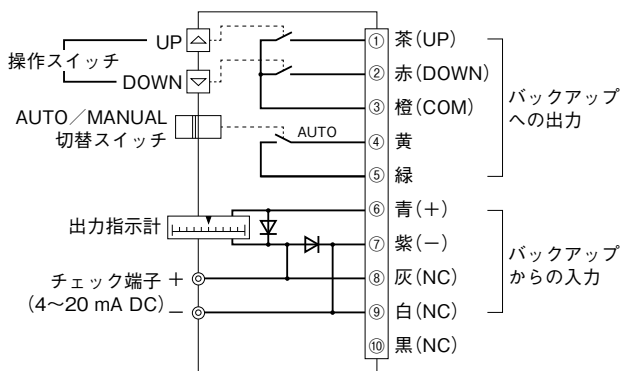 操作スイッチ
UP
DOWN
AUTO／MANUAL
切替スイッチ
AUTO
出力指示計
チェック端子
(4～20 mA DC)
＋
－
① 茶(UP)
② 赤(DOWN)
③ 橙(COM)
④ 黄
⑤ 緑
⑥ 青(＋)
⑦ 紫(－)
⑧ 灰(NC)
⑨ 白(NC)
⑩ 黒(NC)
バックアップ
への出力
バックアップ
からの入力